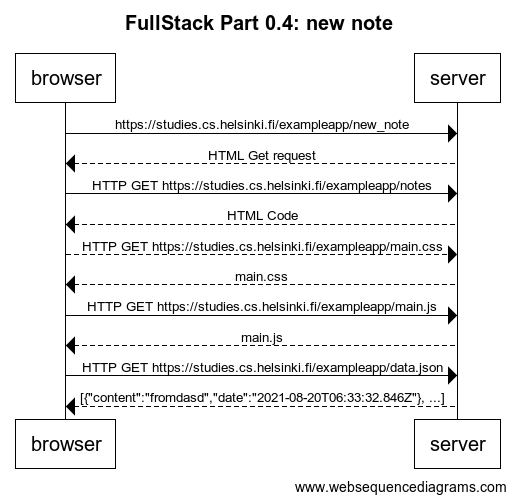 FullStack Part 0.4: new note
browser server
https://studies.cs.helsinki.fi/exampleapp/new_note
HTML Get request
HTTP GET https://studies.cs.helsinki.fi/exampleapp/notes
HTML Code
HTTP GET https://studies.cs.helsinki.fi/exampleapp/main.css
main.css
HTTP GET https://studies.cs.helsinki.fi/exampleapp/main.js
main.js
HTTP GET https://studies.cs.helsinki.fi/exampleapp/data.json
[{"content":"fromdasd","date":"2021-08-20T06:33:32.846Z"}, ...]
browser server
www.websequencediagrams.com